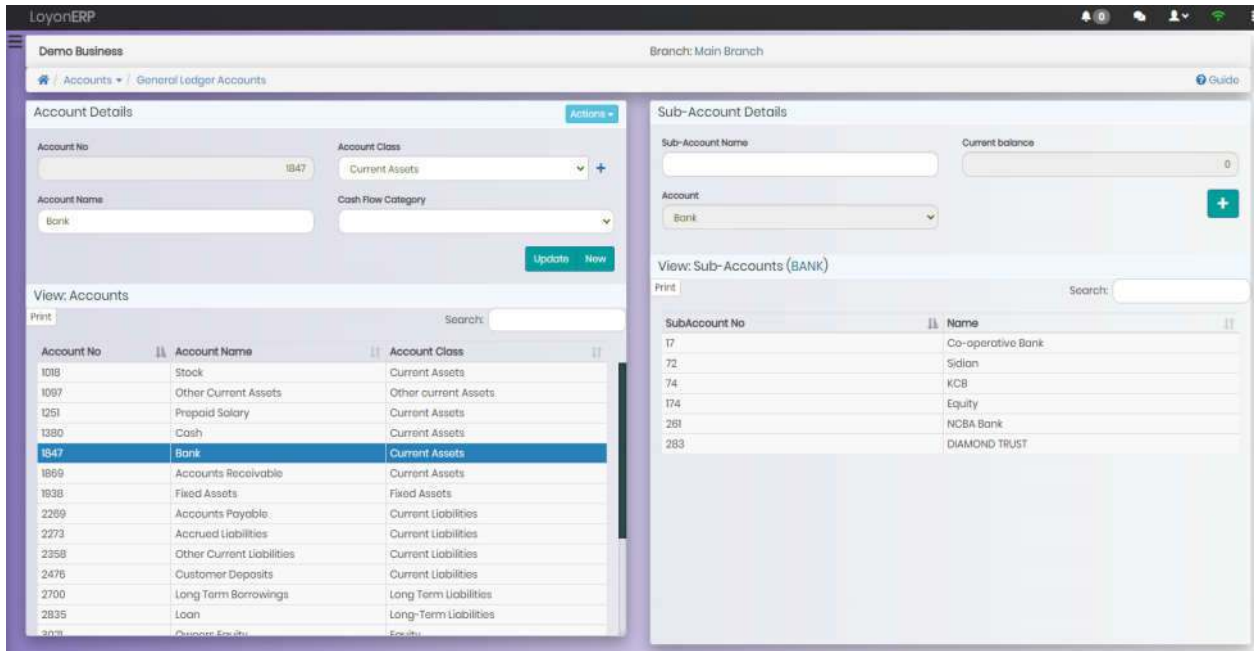 LoyonERP
0
Demo Business
Branch: Main Branch
/ Accounts / General Ledger Accounts
Guide
Account Details
Actions
Account No
Account Class
1847
Current Assets
+
Account Name
Cash Flow Category
Bank
Update New
View: Accounts
Print
Search:
Account No Account Name Account Class
1018 Stock Current Assets
1097 Other Current Assets Other current Assets
1251 Prepaid Salary Current Assets
1380 Cash Current Assets
1847 Bank Current Assets
1869 Accounts Receivable Current Assets
1938 Fixed Assets Fixed Assets
2269 Accounts Payable Current Liabilities
2273 Accrued Liabilities Current Liabilities
2358 Other Current Liabilities Current Liabilities
2476 Customer Deposits Current Liabilities
2700 Long Term Borrowings Long Term Liabilities
2835 Loan Long-Term Liabilities
Owners Equity Equity
Sub-Account Details
Sub-Account Name
Current balance
0
Account
Bank
+
View: Sub-Accounts (BANK)
Print
Search:
SubAccount No Name
17 Co-operative Bank
72 Sidian
74 KCB
174 Equity
261 NCBA Bank
283 DIAMOND TRUST